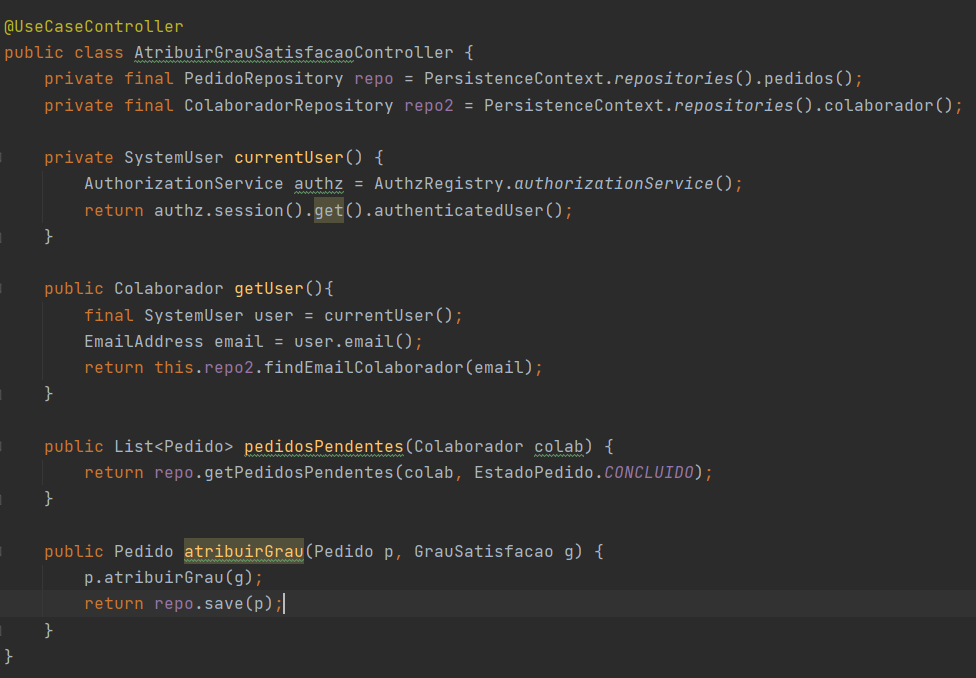 @UseCaseController
public class AtribuirGrauSatisfacaoController {
    private final PedidoRepository repo = PersistenceContext.repositories().pedidos();
    private final ColaboradorRepository repo2 = PersistenceContext.repositories().colaborador();

    private SystemUser currentUser() {
        AuthorizationService authz = AuthzRegistry.authorizationService();
        return authz.session().get().authenticatedUser();
    }

    public Colaborador getUser(){
        final SystemUser user = currentUser();
        EmailAddress email = user.email();
        return this.repo2.findEmailColaborador(email);
    }

    public List<Pedido> pedidosPendentes(Colaborador colab) {
        return repo.getPedidosPendentes(colab, EstadoPedido.CONCLUIDO);
    }

    public Pedido atribuirGrau(Pedido p, GrauSatisfacao g) {
        p.atribuirGrau(g);
        return repo.save(p);
    }
}